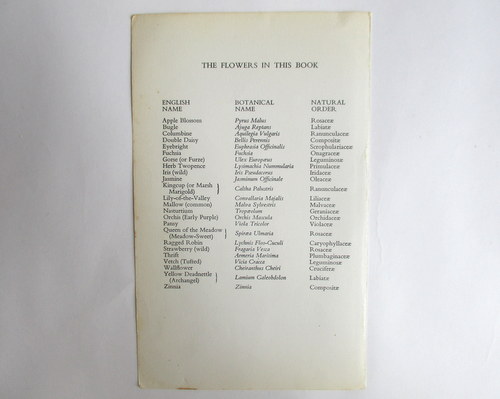 THE FLOWERS IN THIS BOOK
ENGLISH NAME BOTANICAL NAME NATURAL ORDER
Apple Blossom Pyrus Malus Rosaceæ
Bugle Ajuga Reptans Labiatæ
Columbine Aquilegia Vulgaris Ranunculaceæ
Double Daisy Bellis Perennis Compositæ
Eyebright Euphrasia Officinalis Scrophulariaceæ
Fuchsia Fuchsia Onagraceæ
Gorse (or Furze) Ulex Europæus Leguminosæ
Herb Twopence Lysimachia Nummularia Primulaceæ
Iris (wild) Iris Pseudacorus Iridaceæ
Jasmine Jasminum Officinale Oleaceæ
Kingcup (or Marsh
Marigold) } Caltha Palustris Ranunculaceæ
Lily-of-the-Valley Convallaria Majalis Liliaceæ
Mallow (common) Malva Sylvestris Malvaceæ
Nasturtium Tropæolum Geraniaceæ
Orchis (Early Purple) Orchis Mascula Orchidaceæ
Pansy Viola Tricolor Violaceæ
Queen of the Meadow
(Meadow-Sweet) } Spiræa Ulmaria Rosaceæ
Ragged Robin Lychnis Flos-Cuculi Caryophyllaceæ
Strawberry (wild) Fragaria Vesca Rosaceæ
Thrift Armeria Maritima Plumbaginaceæ
Vetch (Tufted) Vicia Cracca Leguminosæ
Wallflower Cheiranthus Cheiri Cruciferæ
Yellow Deadnettle
(Archangel) } Lamium Galeobdolon Labiatæ
Zinnia Zinnia Compositæ